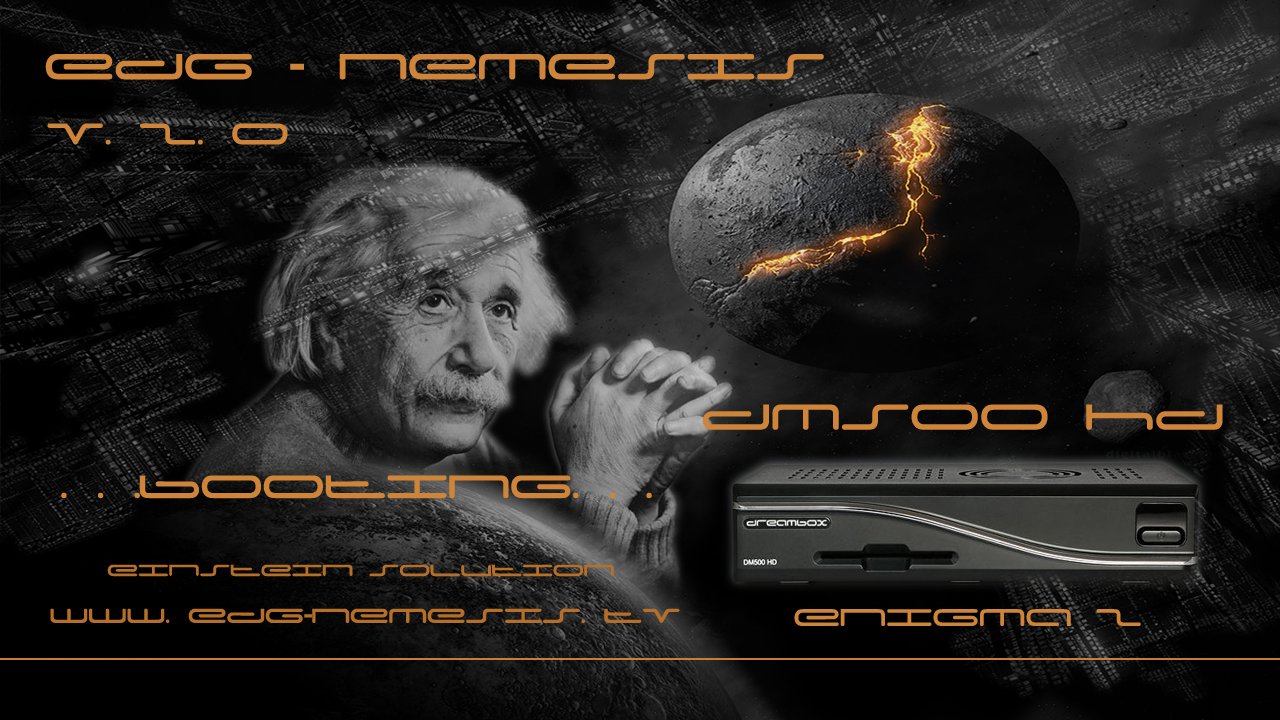 EDG - NEMESIS
V. 2. 0
DM500 HD
. . .BOOTING. . .
dreambox
DM500 HD
EINSTEIN SOLUTION
WWW. EDG-NEMESIS. TV
ENIGMA 2